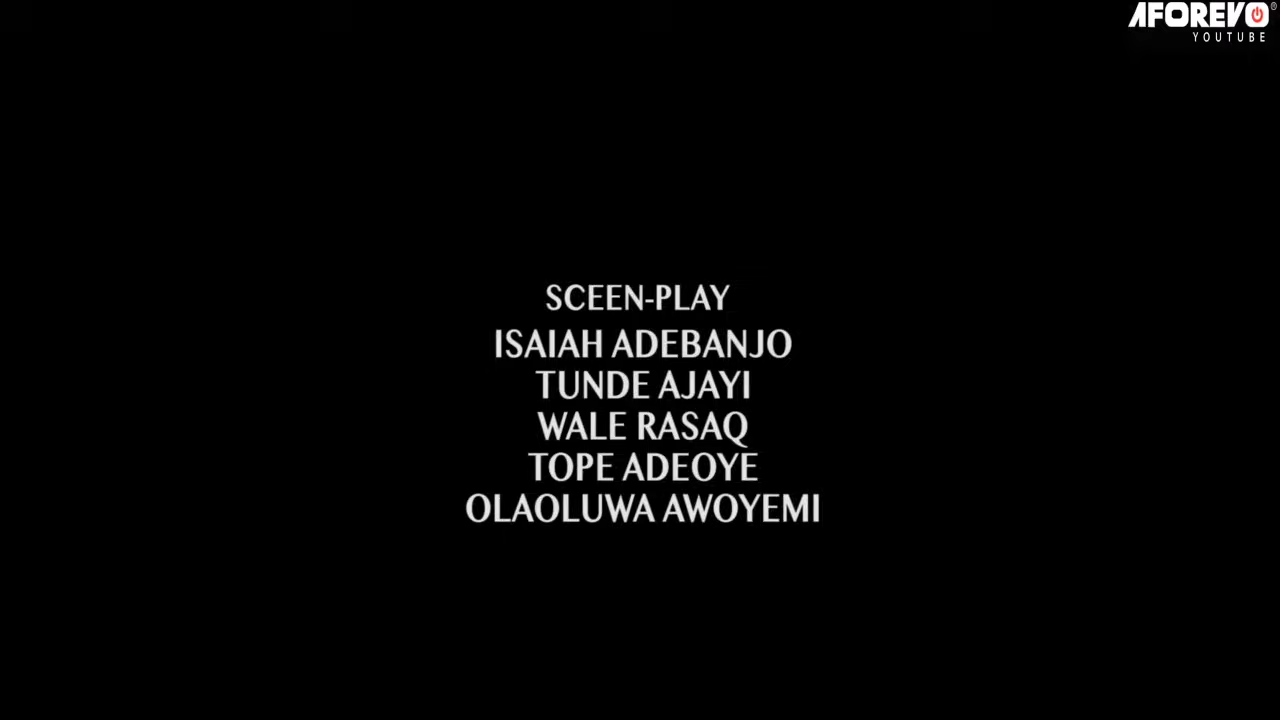 AFOREVO®
YOUTUBE
SCEEN-PLAY
ISAIAH ADEBANJO
TUNDE AJAYI
WALE RASAQ
TOPE ADEOYE
OLAOLUWA AWOYEMI